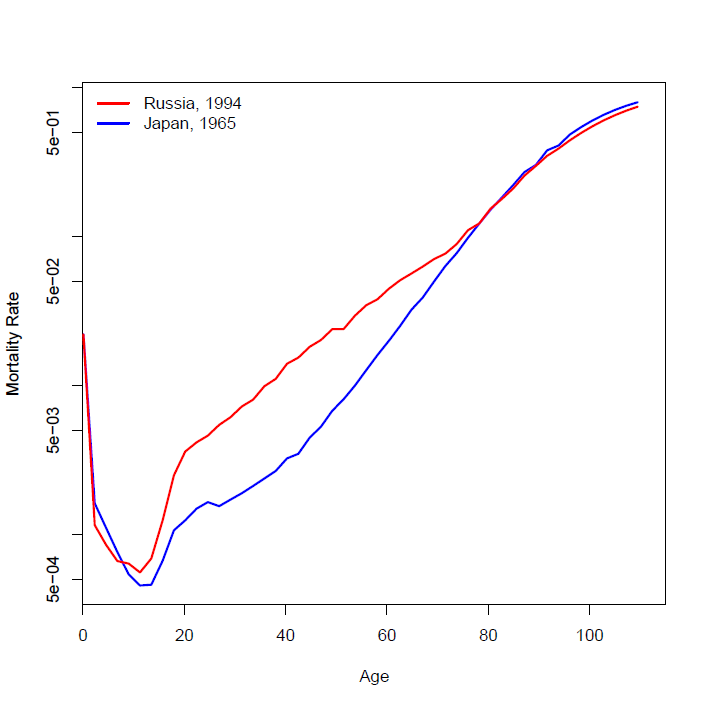 Russia, 1994
Japan, 1965
Mortality Rate
5e-01
5e-02
5e-03
5e-04
0 20 40 60 80 100
Age